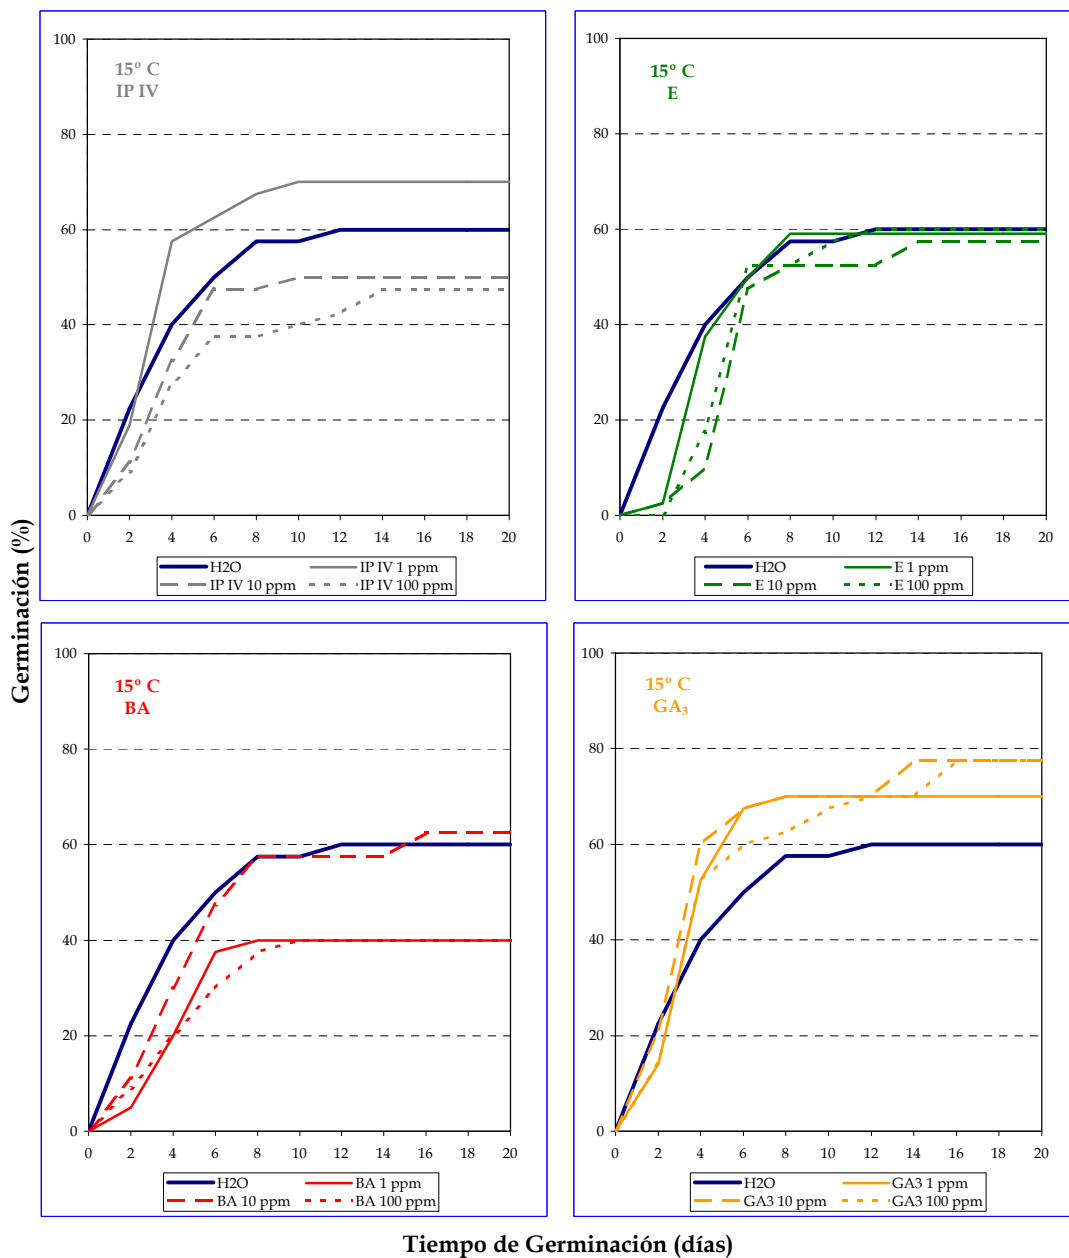 15º C
IP IV
100
80
60
40
20
0
0 2 4 6 8 10 12 14 16 18 20
H2O IP IV 1 ppm
IP IV 10 ppm IP IV 100 ppm
15º C
E
100
80
60
40
20
0
0 2 4 6 8 10 12 14 16 18 20
H2O E 1 ppm
E 10 ppm E 100 ppm
Germinación (%)
15º C
BA
100
80
60
40
20
0
0 2 4 6 8 10 12 14 16 18 20
H2O BA 1 ppm
BA 10 ppm BA 100 ppm
15º C
GA₃
100
80
60
40
20
0
0 2 4 6 8 10 12 14 16 18 20
H2O GA3 1 ppm
GA3 10 ppm GA3 100 ppm
Tiempo de Germinación (días)